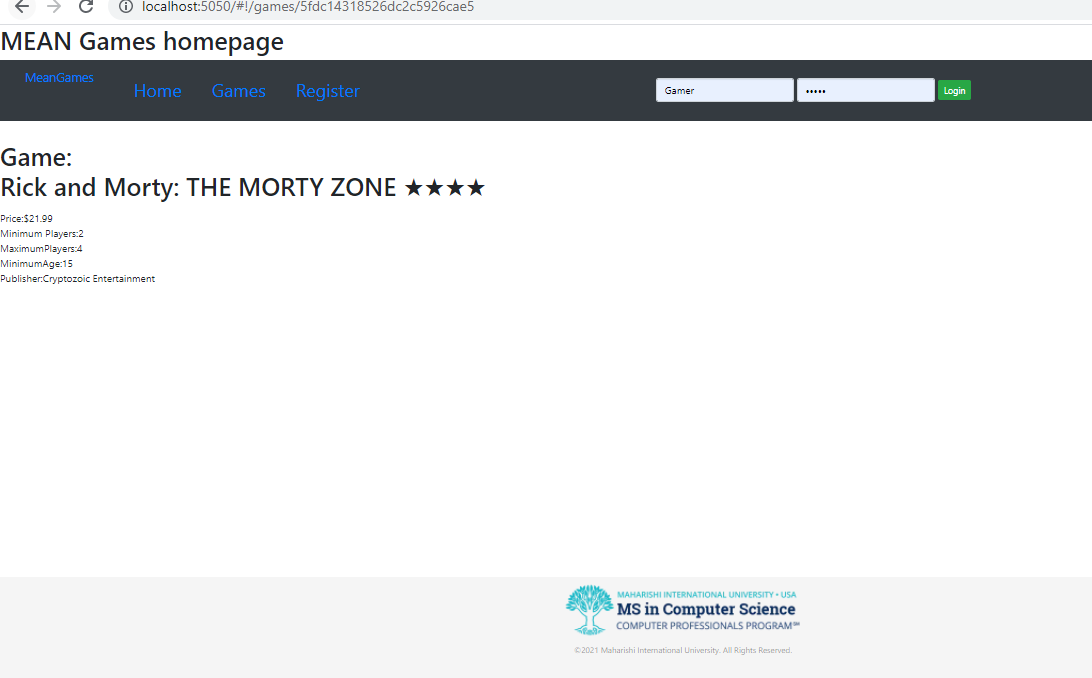 localhost:5050/#!/games/5fdc14318526dc2c5926cae5
MEAN Games homepage
MeanGames
Home Games Register
Gamer ••••• Login
Game:
Rick and Morty: THE MORTY ZONE ★★★★
Price:$21.99
Minimum Players:2
MaximumPlayers:4
MinimumAge:15
Publisher:Cryptozoic Entertainment
MAHARISHI INTERNATIONAL UNIVERSITY • USA
MS in Computer Science
COMPUTER PROFESSIONALS PROGRAM℠
©2021 Maharishi International University. All Rights Reserved.